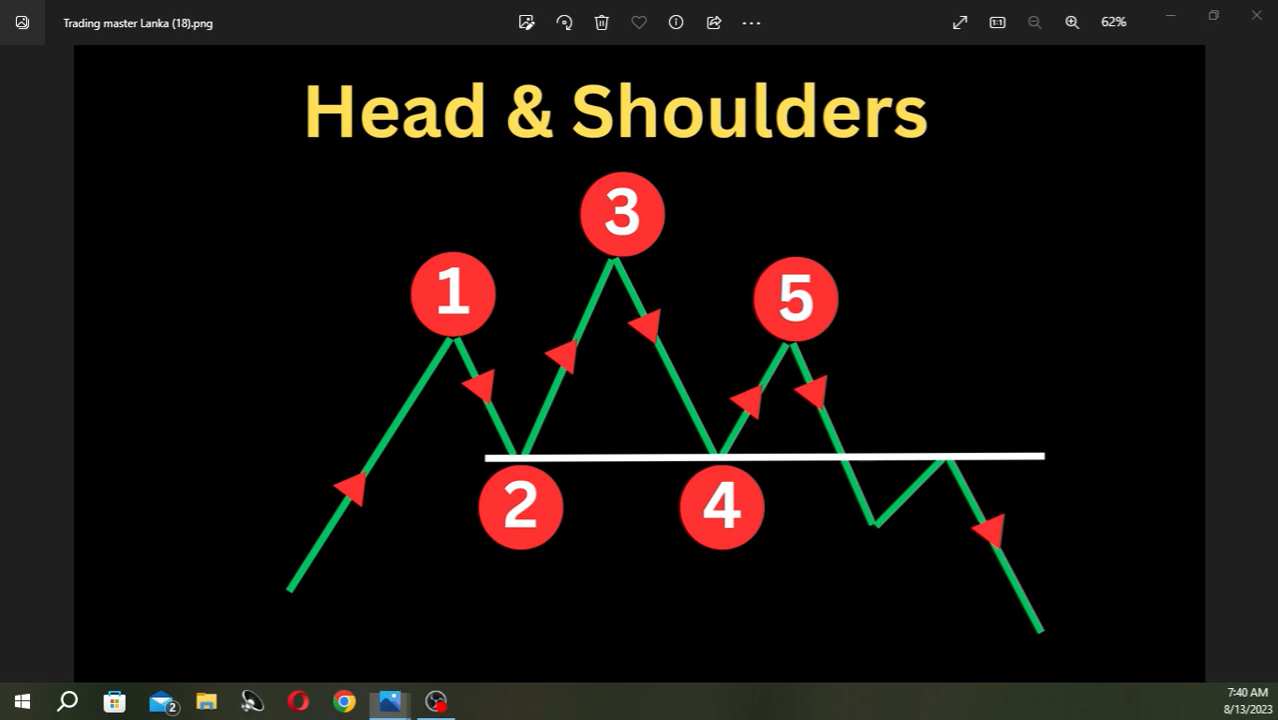 Trading master Lanka (18).png
62%
Head & Shoulders
3
1
5
2
4
2
7:40 AM
8/13/2023